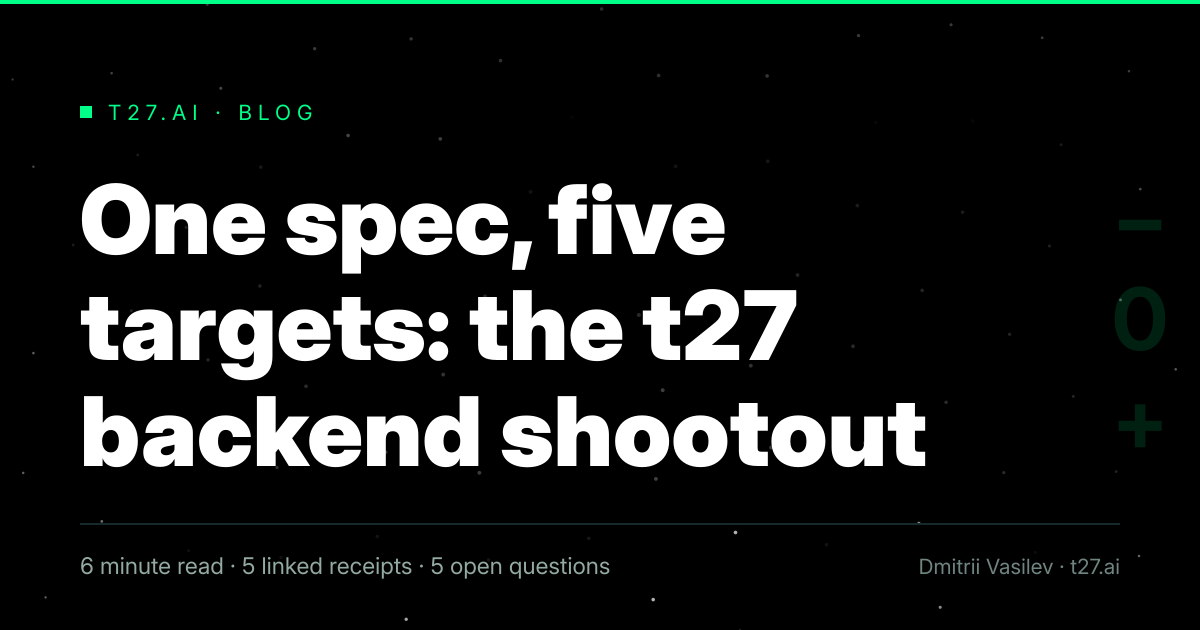 T27.AI · BLOG
One spec, five
targets: the t27
backend shootout
−
0
+
6 minute read · 5 linked receipts · 5 open questions
Dmitrii Vasilev · t27.ai